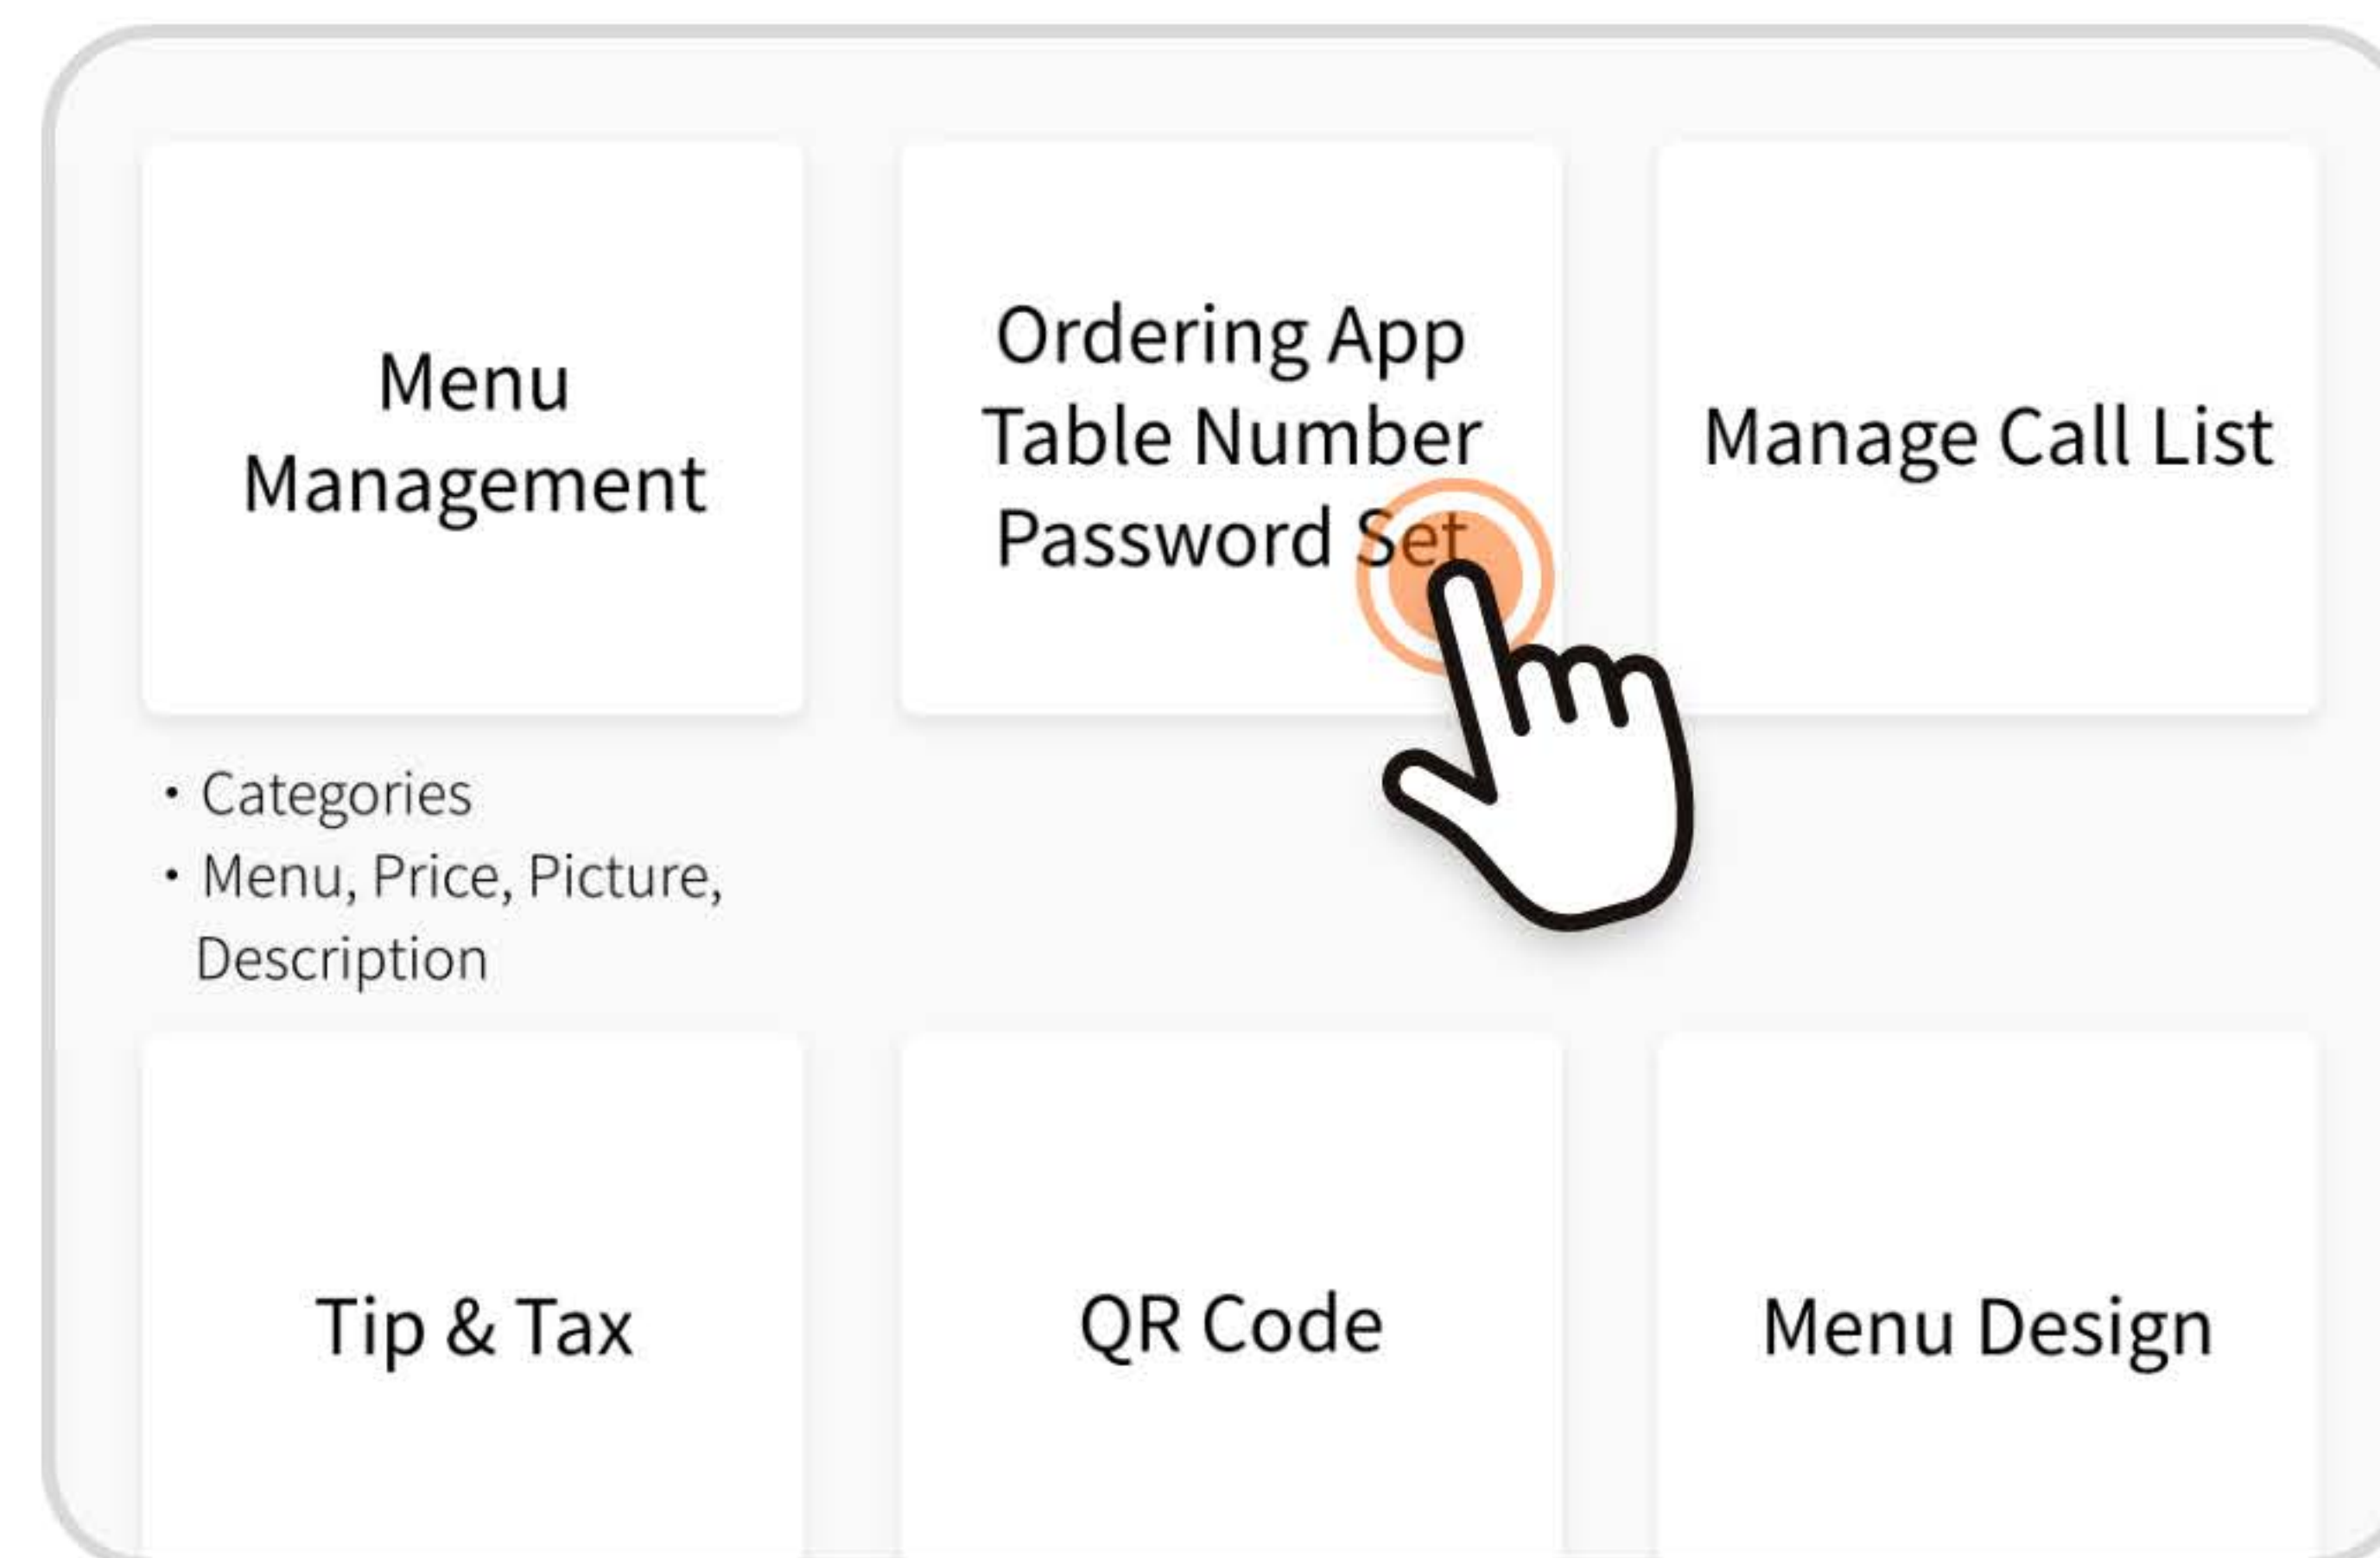 Menu
Management
Ordering App
Table Number
Password Set
Manage Call List
・Categories
・Menu, Price, Picture,
Description
Tip & Tax
QR Code
Menu Design